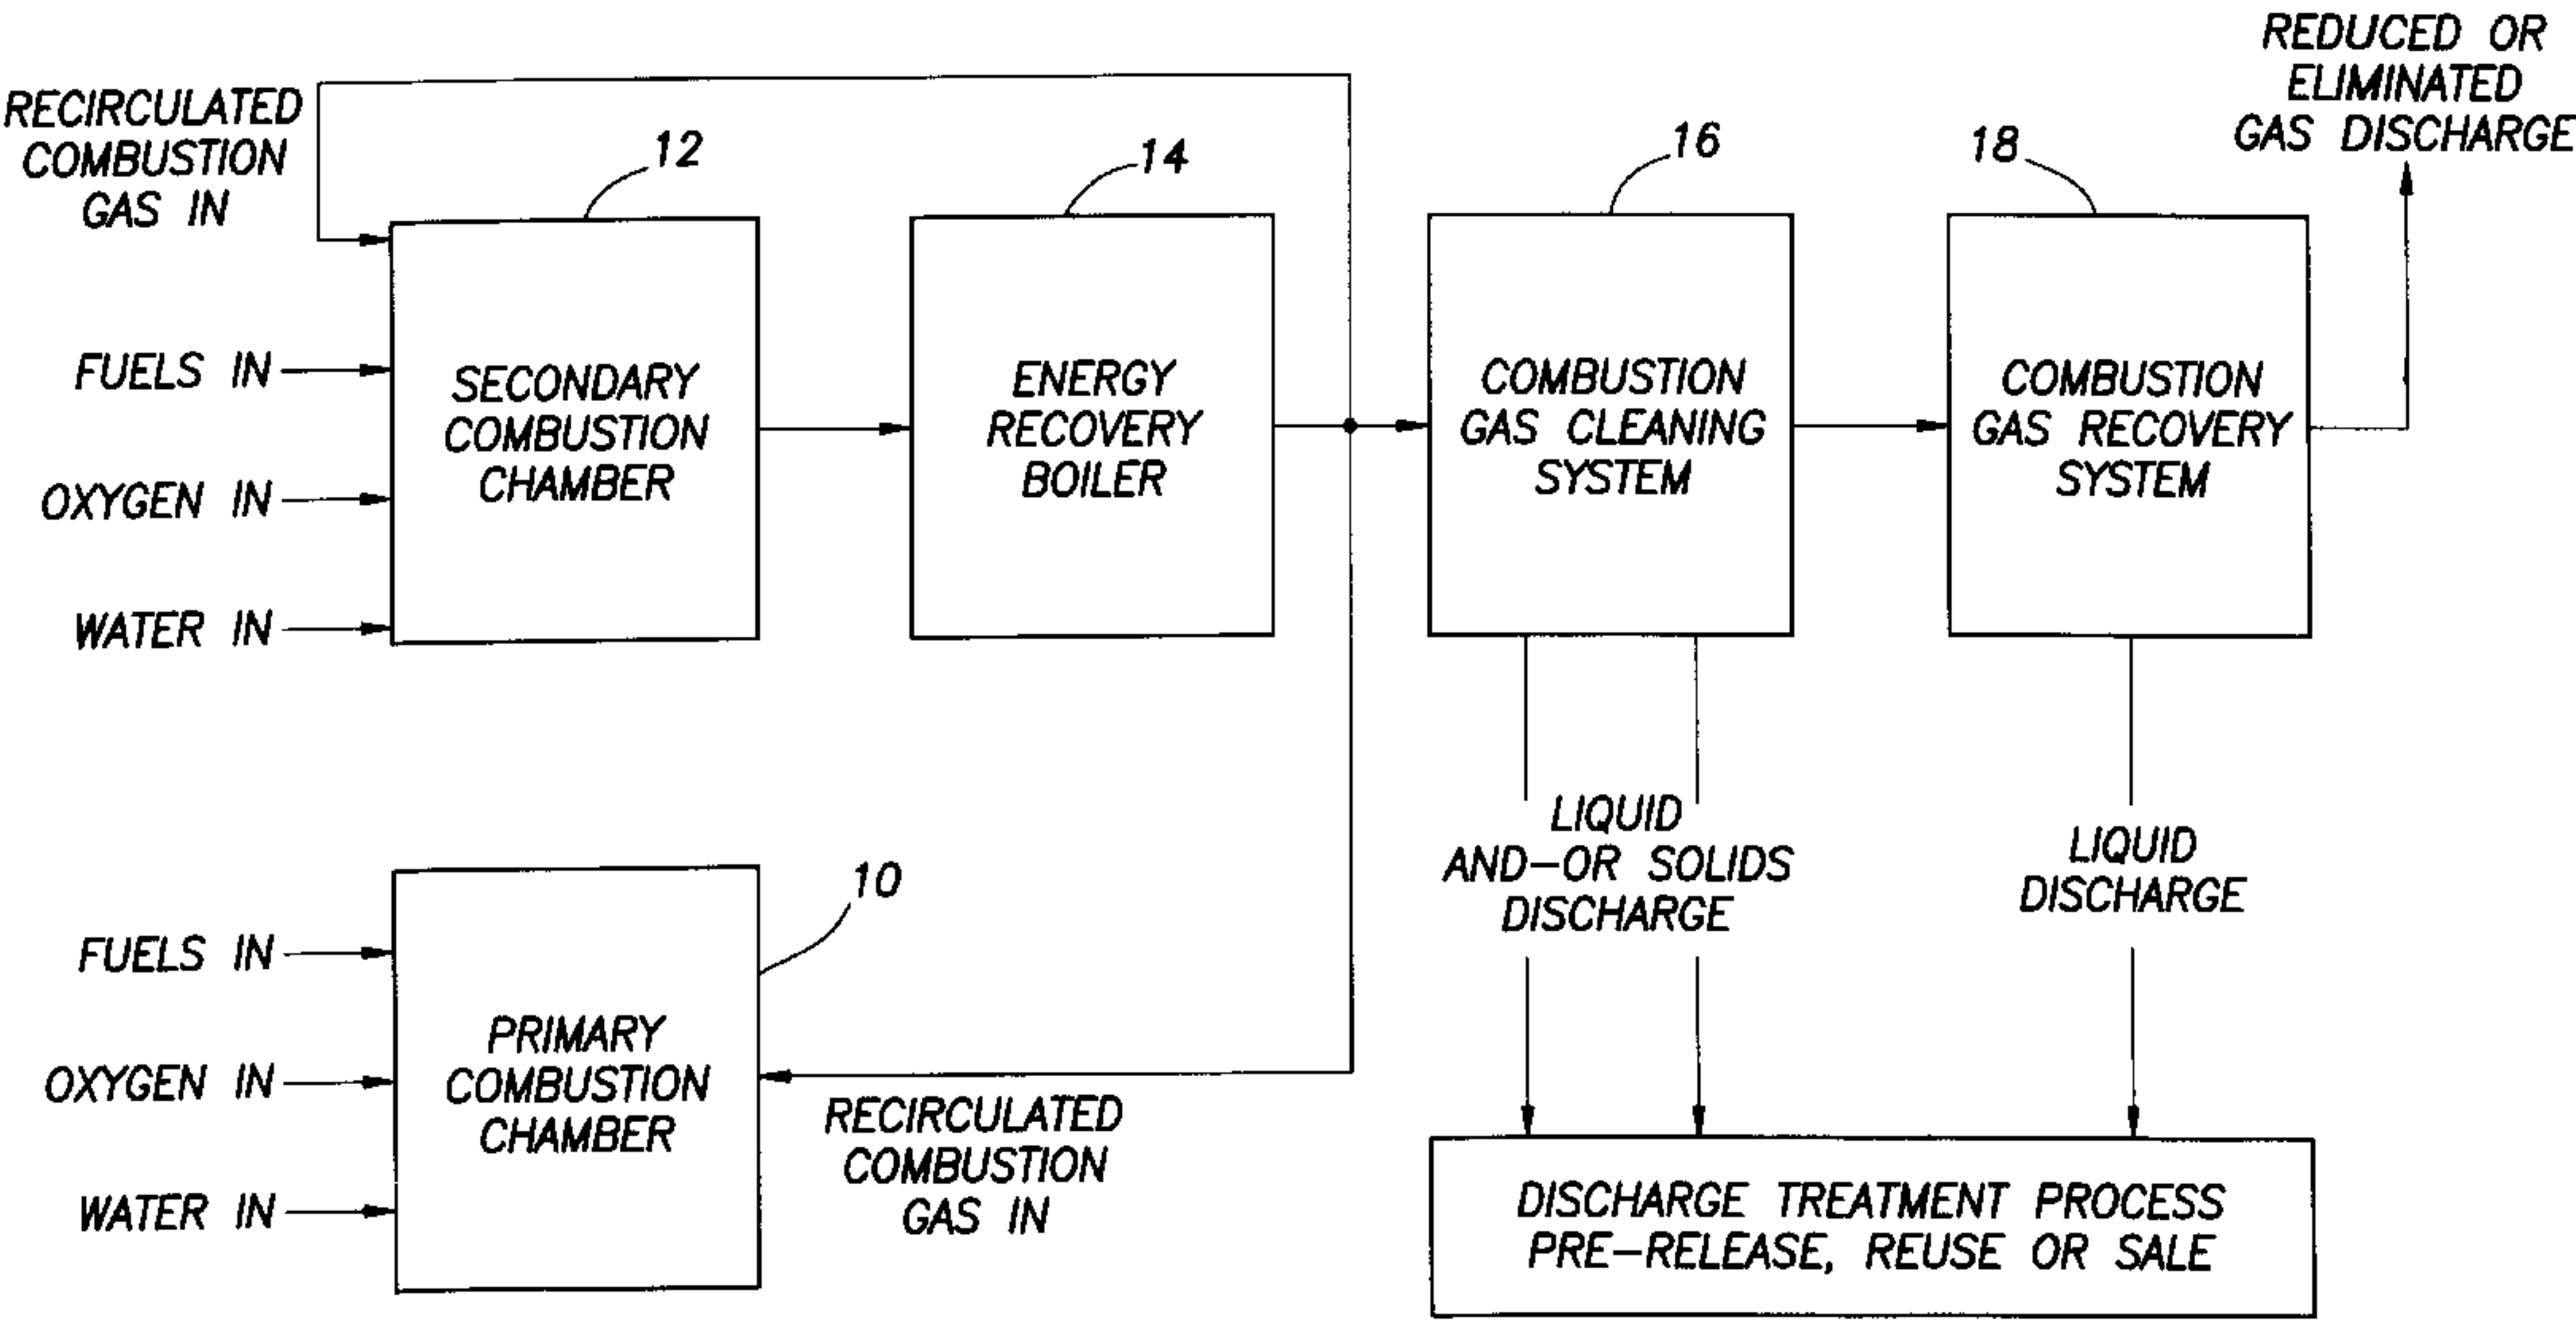 REDUCED OR
ELIMINATED
GAS DISCHARGE
RECIRCULATED
COMBUSTION
GAS IN
12
14
16
18
FUELS IN
OXYGEN IN
WATER IN
SECONDARY
COMBUSTION
CHAMBER
ENERGY
RECOVERY
BOILER
COMBUSTION
GAS CLEANING
SYSTEM
COMBUSTION
GAS RECOVERY
SYSTEM
LIQUID
AND-OR SOLIDS
DISCHARGE
LIQUID
DISCHARGE
10
FUELS IN
OXYGEN IN
WATER IN
PRIMARY
COMBUSTION
CHAMBER
RECIRCULATED
COMBUSTION
GAS IN
DISCHARGE TREATMENT PROCESS
PRE-RELEASE, REUSE OR SALE